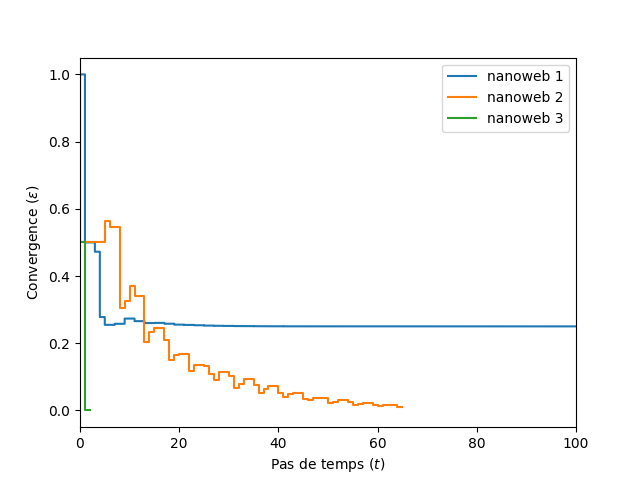 1.0
0.8
0.6
0.4
0.2
0.0
Convergence (ε)
nanoweb 1
nanoweb 2
nanoweb 3
0 20 40 60 80 100
Pas de temps (t)